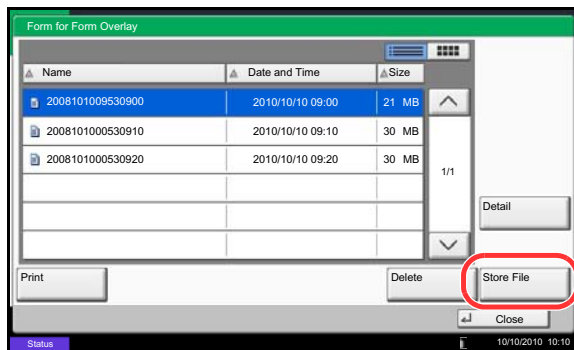 Form for Form Overlay
Name Date and Time Size
2008101009530900 2010/10/10 09:00 21 MB
2008101000530910 2010/10/10 09:10 30 MB
2008101000530920 2010/10/10 09:20 30 MB
1/1
Detail
Print Delete Store File
Close
Status 10/10/2010 10:10